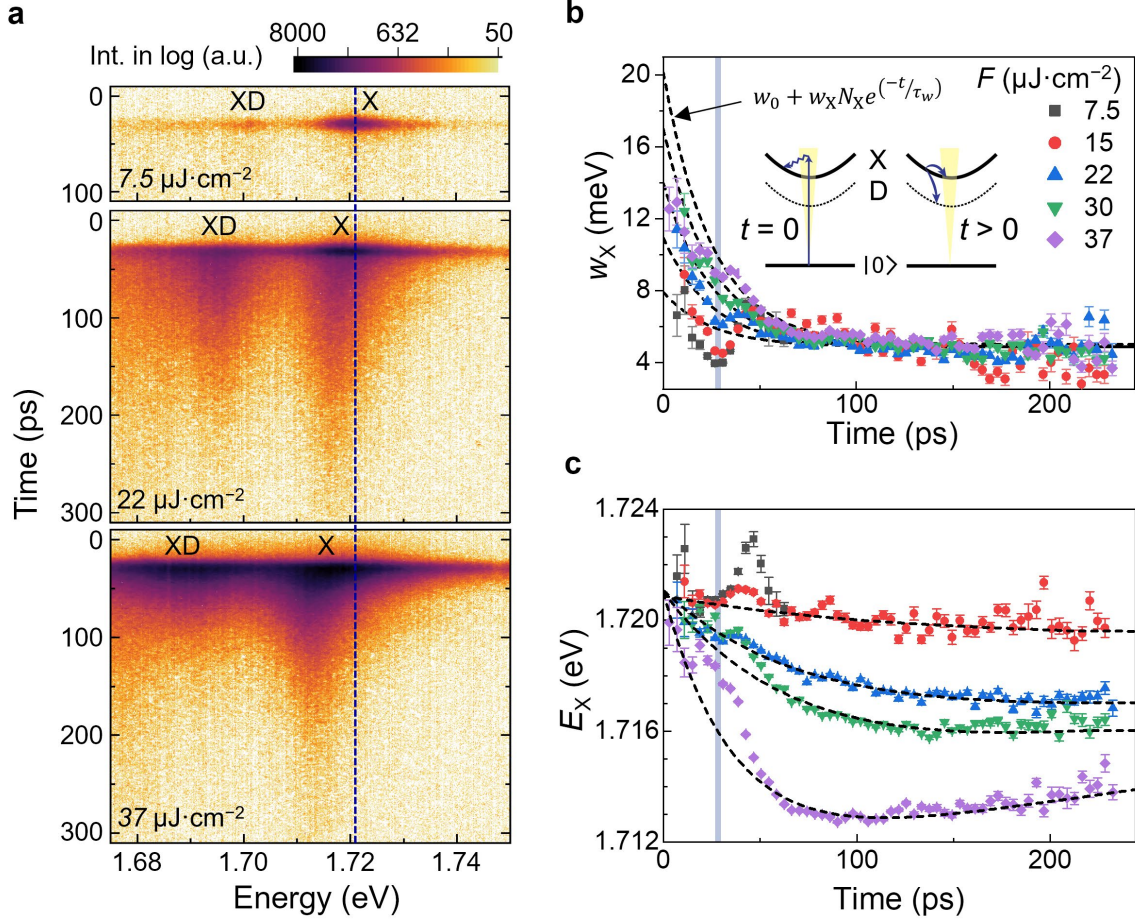 a
Int. in log (a.u.)
8000 632 50
0
100
XD X
7.5 µJ·cm−2
0
100
200
300
XD X
22 µJ·cm−2
0
100
200
300
XD X
37 µJ·cm−2
Time (ps)
1.68 1.70 1.72 1.74
Energy (eV)
b
20
16
12
8
4
wX (meV)
w0 + wXNXe(−t/τw)
F (µJ·cm−2)
7.5
15
22
30
37
X
D
t = 0 t > 0
|0⟩
0 100 200
Time (ps)
c
1.724
1.720
1.716
1.712
EX (eV)
0 100 200
Time (ps)